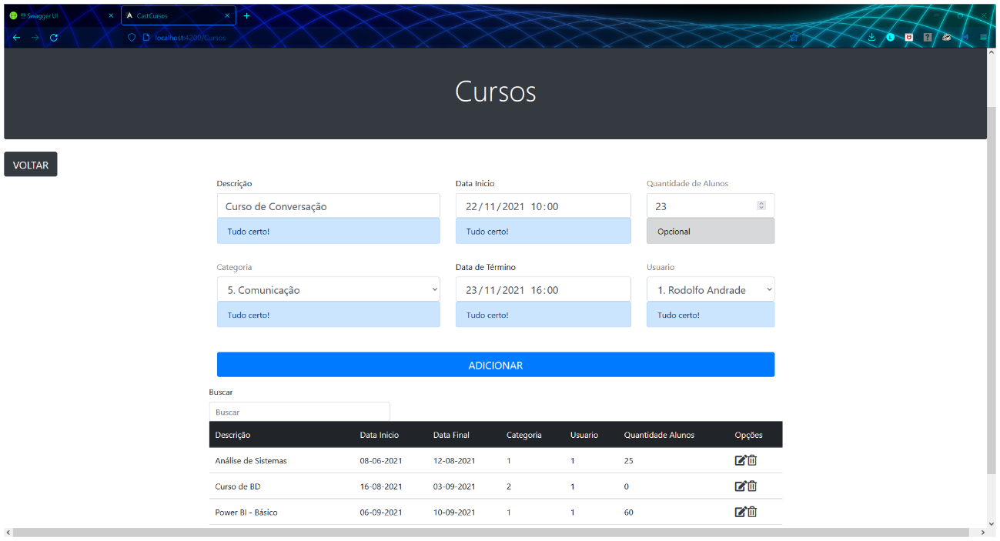 Swagger UI
CastCursos
localhost:4200/Cursos
Cursos
VOLTAR
Descrição Data Inicio Quantidade de Alunos
Curso de Conversação 22/11/2021 10:00 23
Tudo certo! Tudo certo! Opcional
Categoria Data de Término Usuario
5. Comunicação 23/11/2021 16:00 1. Rodolfo Andrade
Tudo certo! Tudo certo! Tudo certo!
ADICIONAR
Buscar
Buscar
Descrição Data Inicio Data Final Categoria Usuario Quantidade Alunos Opções
Análise de Sistemas 08-06-2021 12-08-2021 1 1 25
Curso de BD 16-08-2021 03-09-2021 2 1 0
Power BI - Básico 06-09-2021 10-09-2021 1 1 60